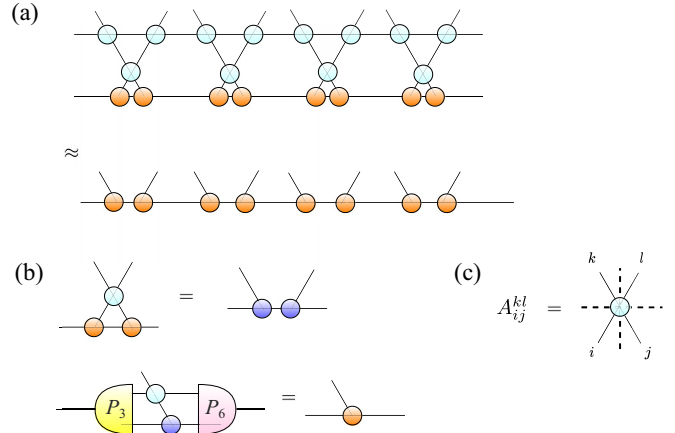 (a)
≈
(b)
=
P_3 P_6 =
(c)
k l
A_{ij}^{kl} =
i j